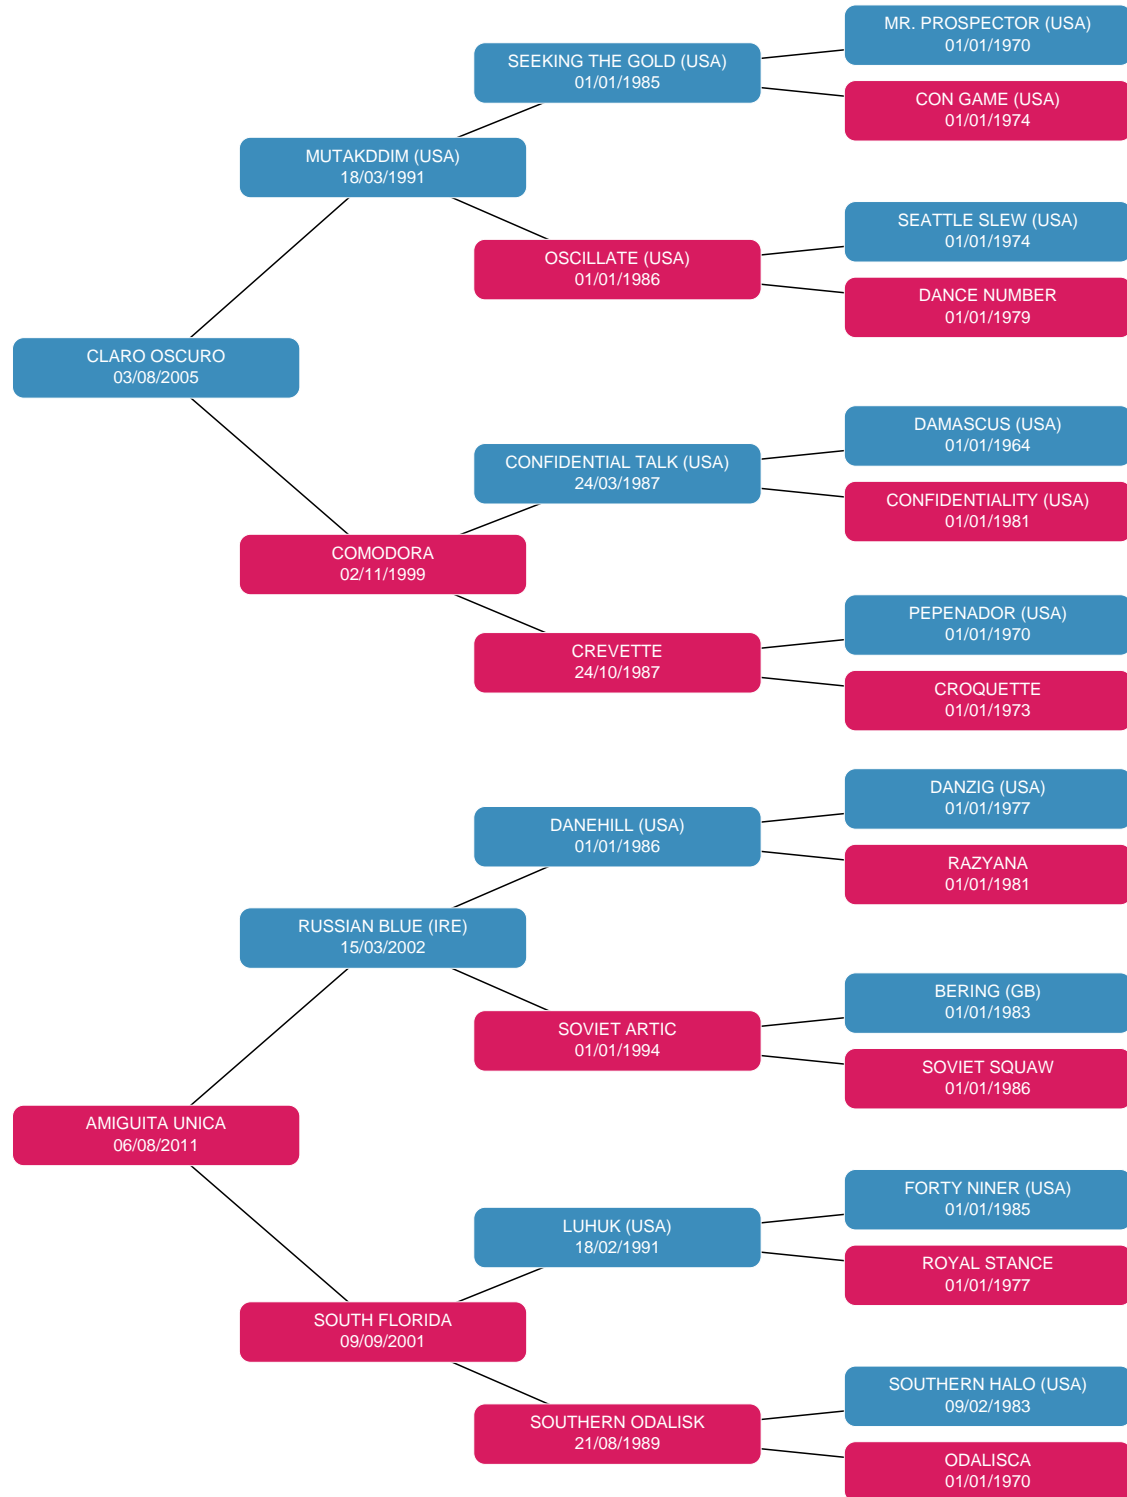 MR. PROSPECTOR (USA)
01/01/1970
SEEKING THE GOLD (USA)
01/01/1985
CON GAME (USA)
01/01/1974
MUTAKDDIM (USA)
18/03/1991
SEATTLE SLEW (USA)
01/01/1974
OSCILLATE (USA)
01/01/1986
DANCE NUMBER
01/01/1979
CLARO OSCURO
03/08/2005
DAMASCUS (USA)
01/01/1964
CONFIDENTIAL TALK (USA)
24/03/1987
CONFIDENTIALITY (USA)
01/01/1981
COMODORA
02/11/1999
PEPENADOR (USA)
01/01/1970
CREVETTE
24/10/1987
CROQUETTE
01/01/1973
DANZIG (USA)
01/01/1977
DANEHILL (USA)
01/01/1986
RAZYANA
01/01/1981
RUSSIAN BLUE (IRE)
15/03/2002
BERING (GB)
01/01/1983
SOVIET ARTIC
01/01/1994
SOVIET SQUAW
01/01/1986
AMIGUITA UNICA
06/08/2011
FORTY NINER (USA)
01/01/1985
LUHUK (USA)
18/02/1991
ROYAL STANCE
01/01/1977
SOUTH FLORIDA
09/09/2001
SOUTHERN HALO (USA)
09/02/1983
SOUTHERN ODALISK
21/08/1989
ODALISCA
01/01/1970